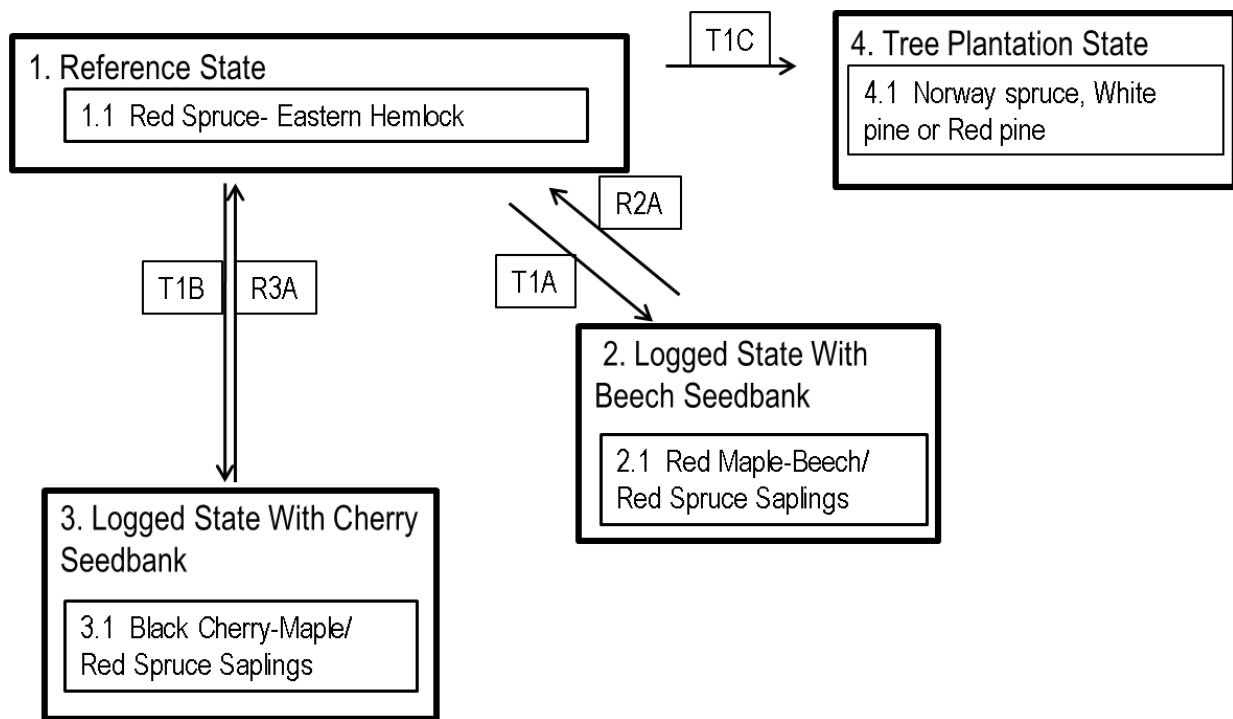 1. Reference State
1.1 Red Spruce- Eastern Hemlock
T1C
4. Tree Plantation State
4.1 Norway spruce, White
pine or Red pine
R2A
T1A
T1B
R3A
2. Logged State With
Beech Seedbank
2.1 Red Maple-Beech/
Red Spruce Saplings
3. Logged State With Cherry
Seedbank
3.1 Black Cherry-Maple/
Red Spruce Saplings